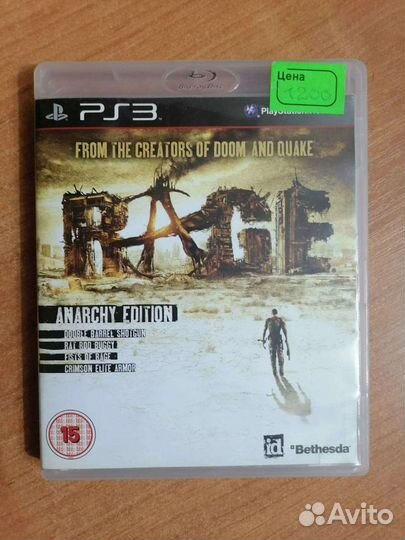 Blu-ray Disc
Цена
1200
PS3
PlayStation
FROM THE CREATORS OF DOOM AND QUAKE
RAGE
ANARCHY EDITION
DOUBLE BARREL SHOTGUN
RAT ROD BUGGY
FISTS OF RAGE
CRIMSON ELITE ARMOR
15
id
Bethesda
Avito